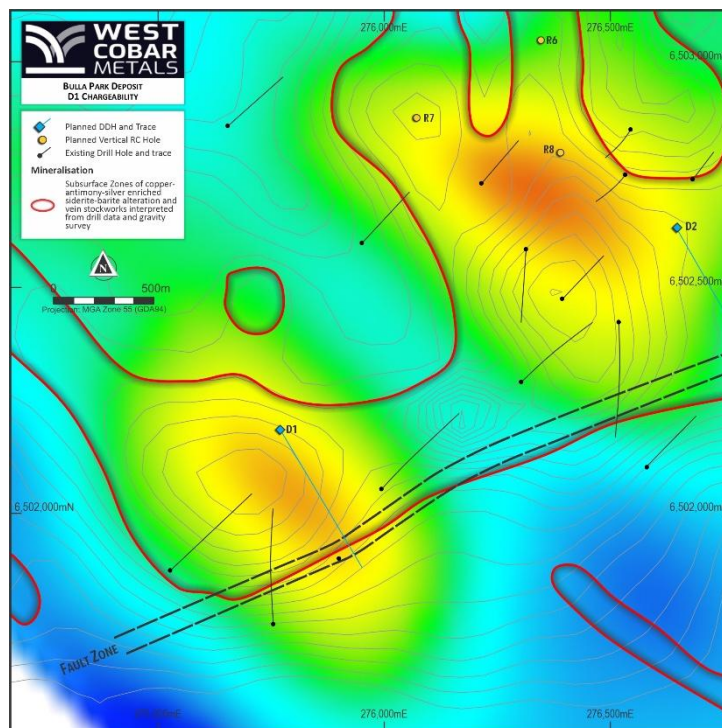 WEST
COBAR
METALS
BULLA PARK DEPOSIT
D1 CHARGEABILITY
Planned DDH and Trace
Planned Vertical RC Hole
Existing Drill Hole and trace
Mineralisation
Subsurface Zones of copper-
antimony-silver enriched
siderite-barite alteration and
vein stockworks interpreted
from drill data and gravity
survey
N
0 500m
Projection: MGA Zone 55 (GDA94)
276,000mE
276,500mE
R6
6,503,000m
R7
R8
D2
6,502,500m
D1
6,502,000mN
6,502,000m
FAULT ZONE
276,000mE
276,500mE